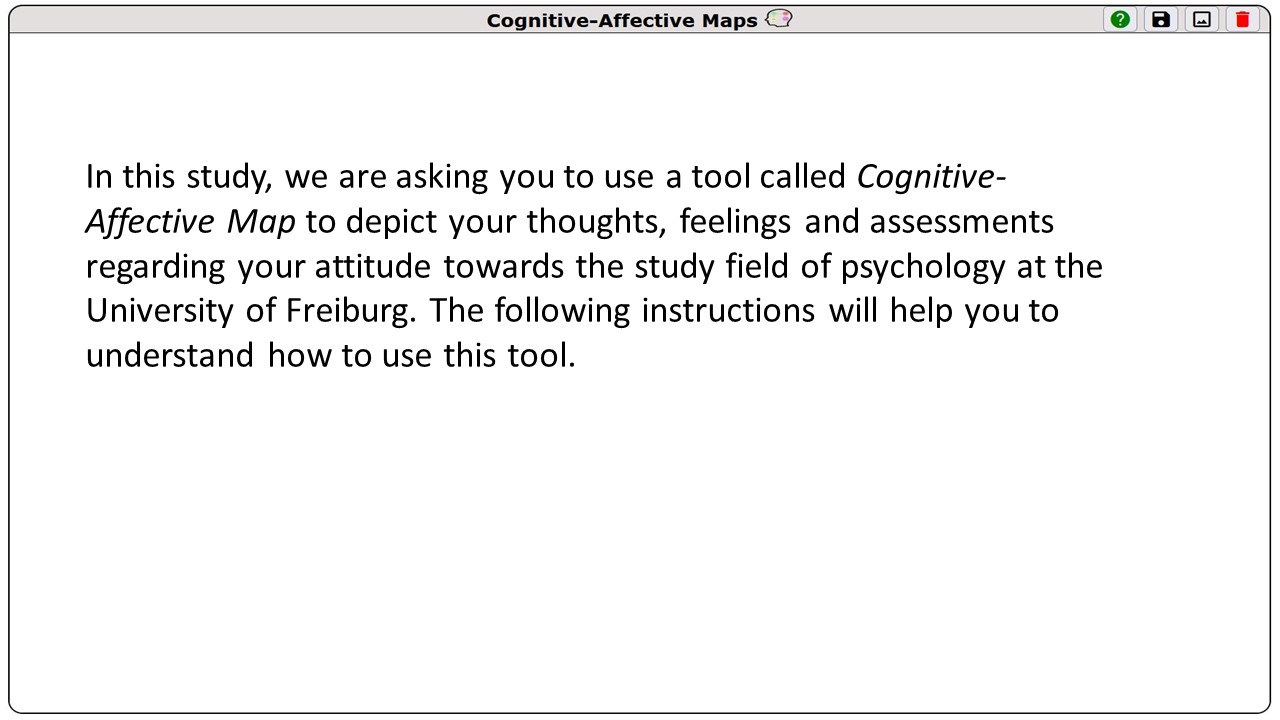 Cognitive-Affective Maps
In this study, we are asking you to use a tool called Cognitive-
Affective Map to depict your thoughts, feelings and assessments
regarding your attitude towards the study field of psychology at the
University of Freiburg. The following instructions will help you to
understand how to use this tool.